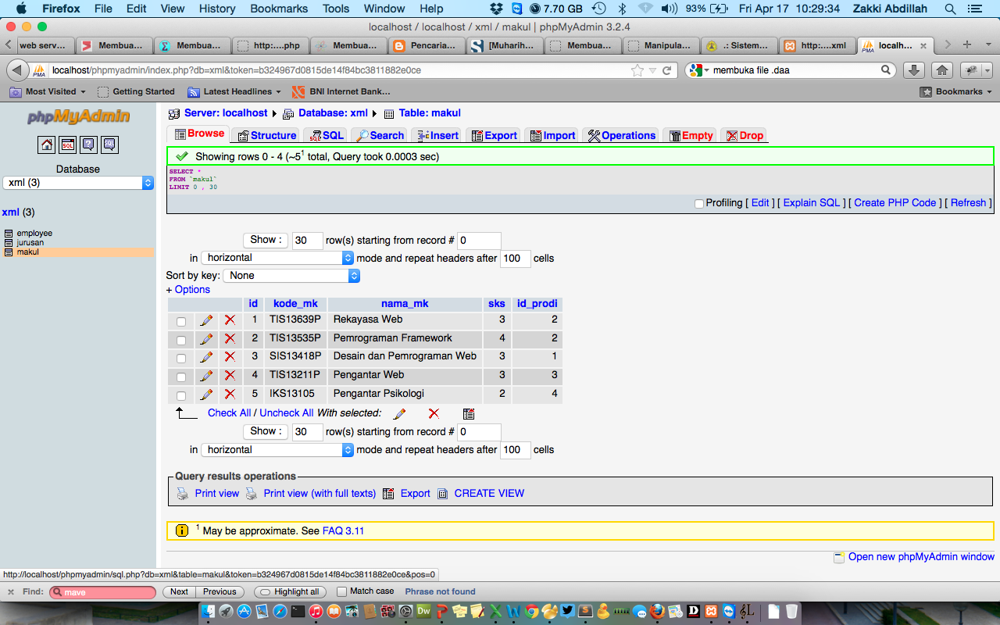 Firefox File Edit View History Bookmarks Tools Window Help 7.70 GB 93% Fri Apr 17 10:29:34 Zakki Abdillah
localhost / localhost / xml / makul | phpMyAdmin 3.2.4
web serv... Membua... Membua... http:....php Membua... Pencaria... [Muharih... Membua... Manipula... .: Sistem... http:....xml localh...
localhost/phpmyadmin/index.php?db=xml&token=b324967d0815de14f84bc3811882e0ce membuka file .daa
Most Visited Getting Started Latest Headlines BNI Internet Bank... Bookmarks
phpMyAdmin
Database
xml (3)
xml (3)
employee
jurusan
makul
Server: localhost Database: xml Table: makul
Browse Structure SQL Search Insert Export Import Operations Empty Drop
Showing rows 0 - 4 (~5¹ total, Query took 0.0003 sec)
SELECT *
FROM `makul`
LIMIT 0 , 30
Profiling [ Edit ] [ Explain SQL ] [ Create PHP Code ] [ Refresh ]
Show : 30 row(s) starting from record # 0
in horizontal mode and repeat headers after 100 cells
Sort by key: None
+ Options
id kode_mk nama_mk sks id_prodi
1 TIS13639P Rekayasa Web 3 2
2 TIS13535P Pemrograman Framework 4 2
3 SIS13418P Desain dan Pemrograman Web 3 1
4 TIS13211P Pengantar Web 3 3
5 IKS13105 Pengantar Psikologi 2 4
Check All / Uncheck All With selected:
Show : 30 row(s) starting from record # 0
in horizontal mode and repeat headers after 100 cells
Query results operations
Print view Print view (with full texts) Export CREATE VIEW
¹ May be approximate. See FAQ 3.11
Open new phpMyAdmin window
http://localhost/phpmyadmin/sql.php?db=xml&table=makul&token=b324967d0815de14f84bc3811882e0ce&pos=0
Find: mave Next Previous Highlight all Match case Phrase not found